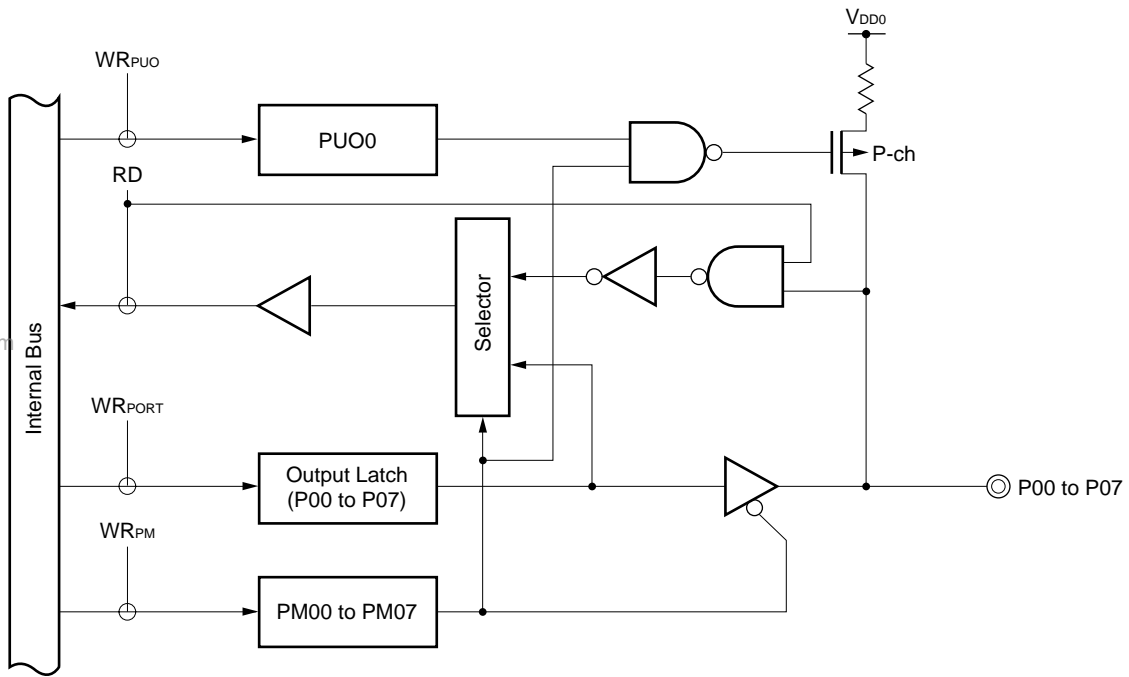 VDD0
WRPUO
PUO0
P-ch
RD
Selector
Internal Bus
m
WRPORT
Output Latch
(P00 to P07)
P00 to P07
WRPM
PM00 to PM07